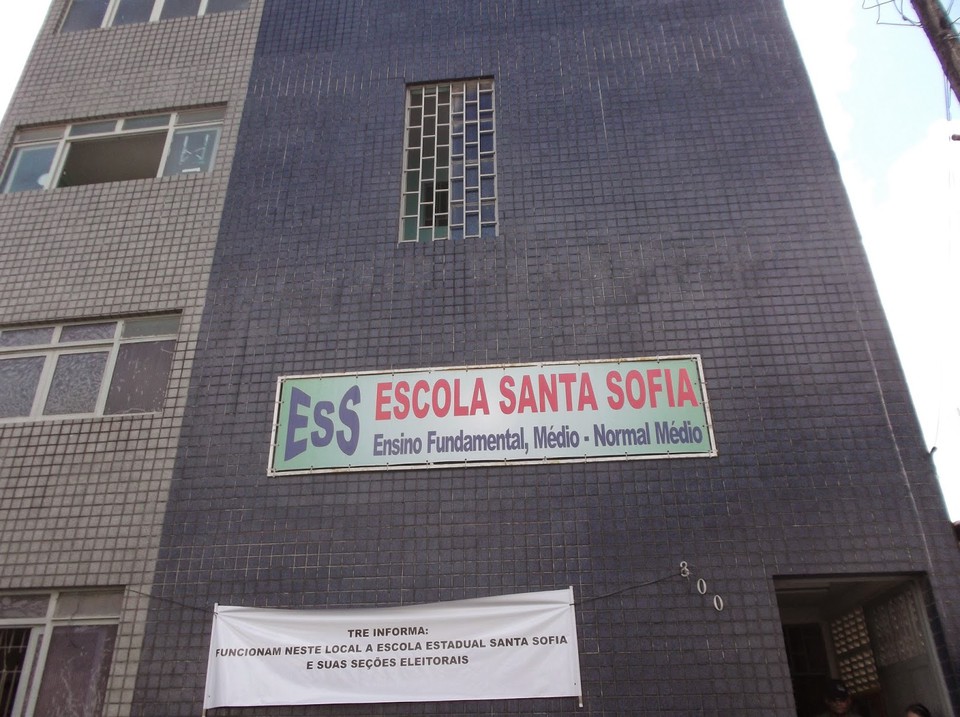 EsS
ESCOLA SANTA SOFIA
Ensino Fundamental, Médio - Normal Médio
300
TRE INFORMA:
FUNCIONAM NESTE LOCAL A ESCOLA ESTADUAL SANTA SOFIA
E SUAS SEÇÕES ELEITORAIS